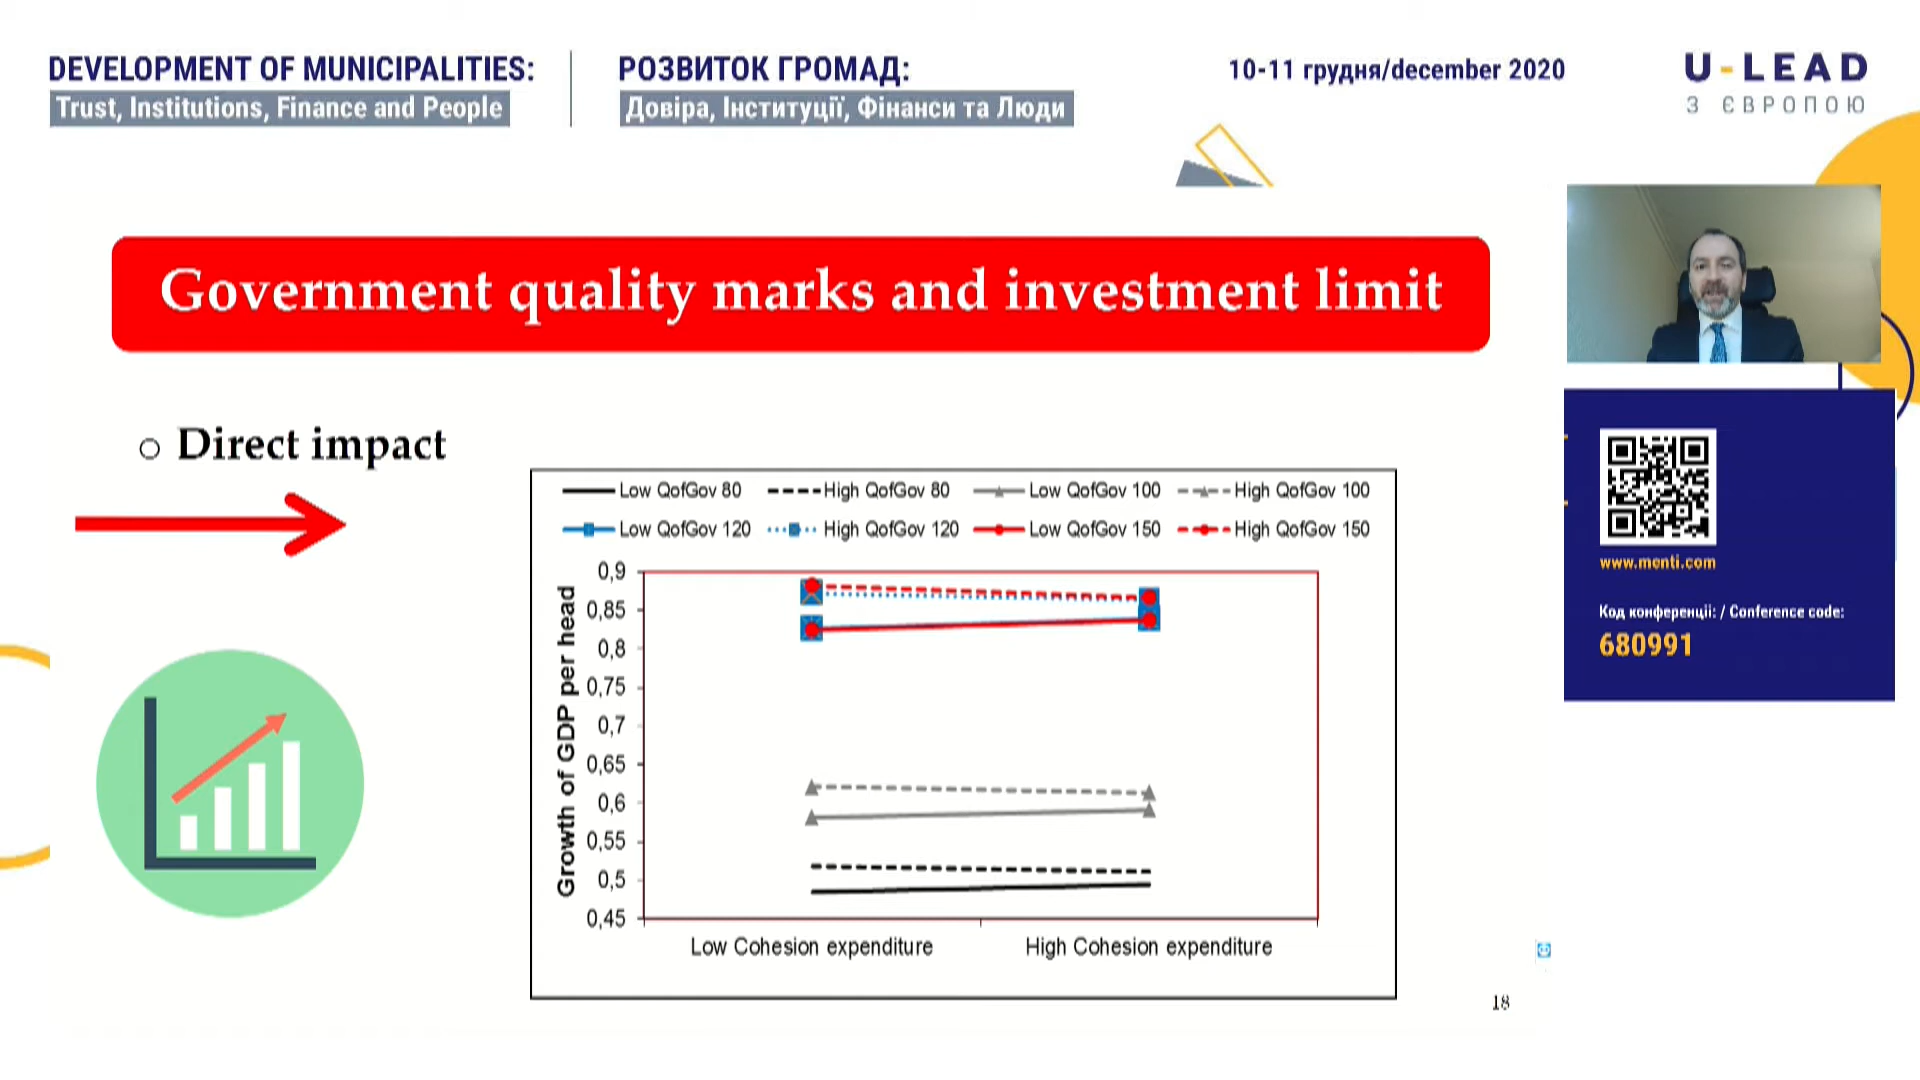 DEVELOPMENT OF MUNICIPALITIES:
Trust, Institutions, Finance and People
РОЗВИТОК ГРОМАД:
Довіра, Інституції, Фінанси та Люди
10-11 грудня/december 2020
U-LEAD
З ЄВРОПОЮ
Government quality marks and investment limit
Direct impact
Low QofGov 80 High QofGov 80 Low QofGov 100 High QofGov 100
Low QofGov 120 High QofGov 120 Low QofGov 150 High QofGov 150
Growth of GDP per head
0,9
0,85
0,8
0,75
0,7
0,65
0,6
0,55
0,5
0,45
Low Cohesion expenditure High Cohesion expenditure
18
www.menti.com
Код конференції: / Conference code:
680991